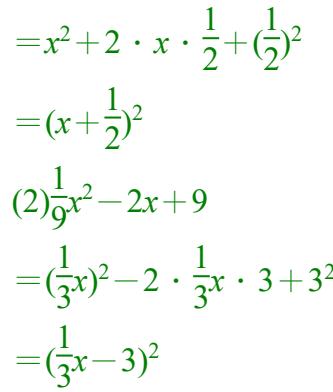 =x²+2·x·1/2+(1/2)²
=(x+1/2)²
(2)1/9x²−2x+9
=(1/3x)²−2·1/3x·3+3²
=(1/3x−3)²